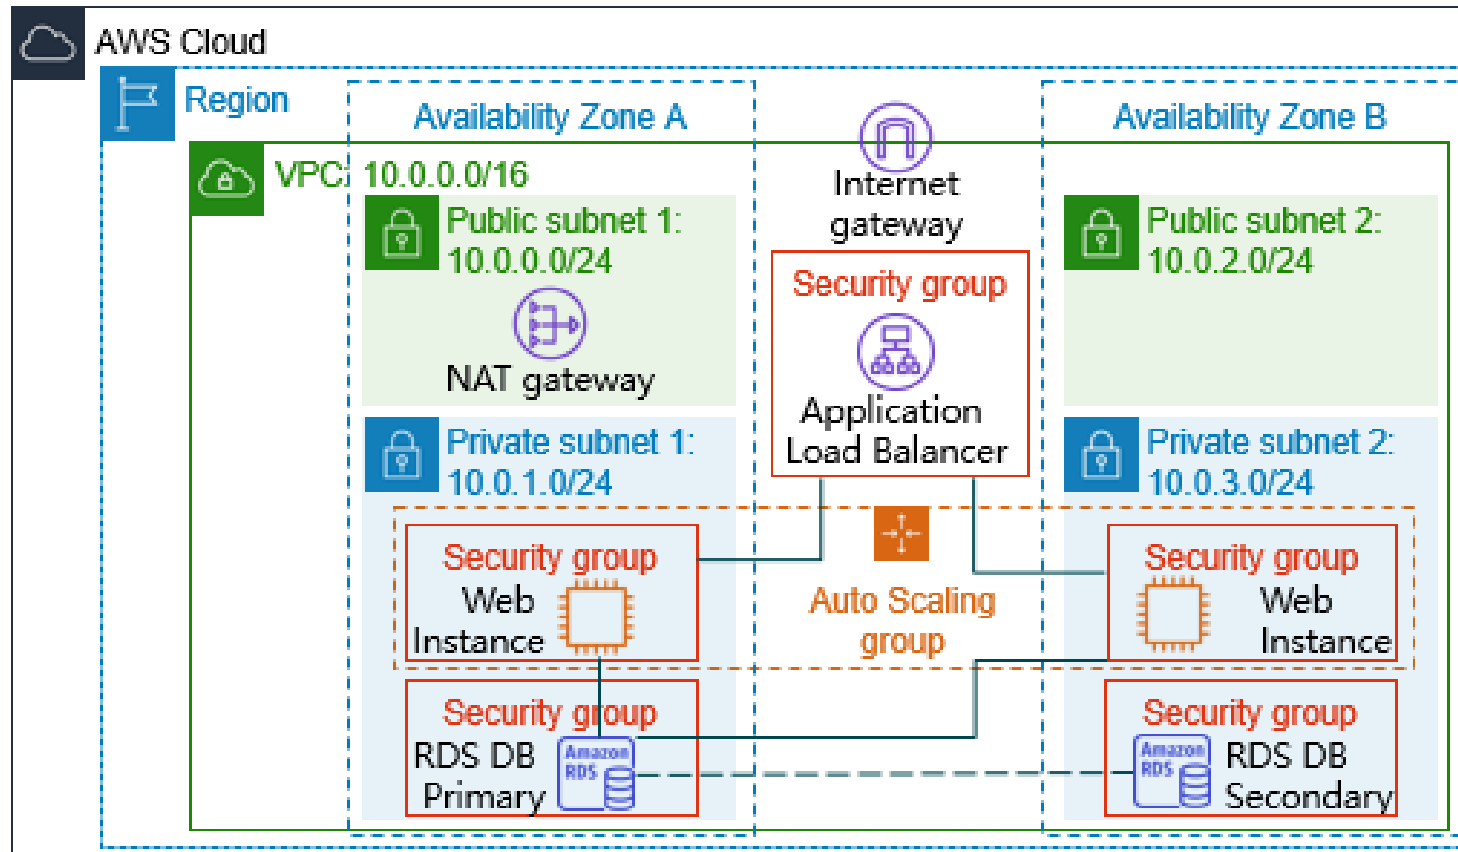 AWS Cloud
Region
Availability Zone A
Availability Zone B
VPC: 10.0.0.0/16
Internet
gateway
Public subnet 1:
10.0.0.0/24
NAT gateway
Public subnet 2:
10.0.2.0/24
Security group
Application
Load Balancer
Private subnet 1:
10.0.1.0/24
Private subnet 2:
10.0.3.0/24
Security group
Web
Instance
Auto Scaling
group
Security group
Web
Instance
Security group
RDS DB
Primary
Amazon
RDS
Security group
Amazon
RDS
RDS DB
Secondary